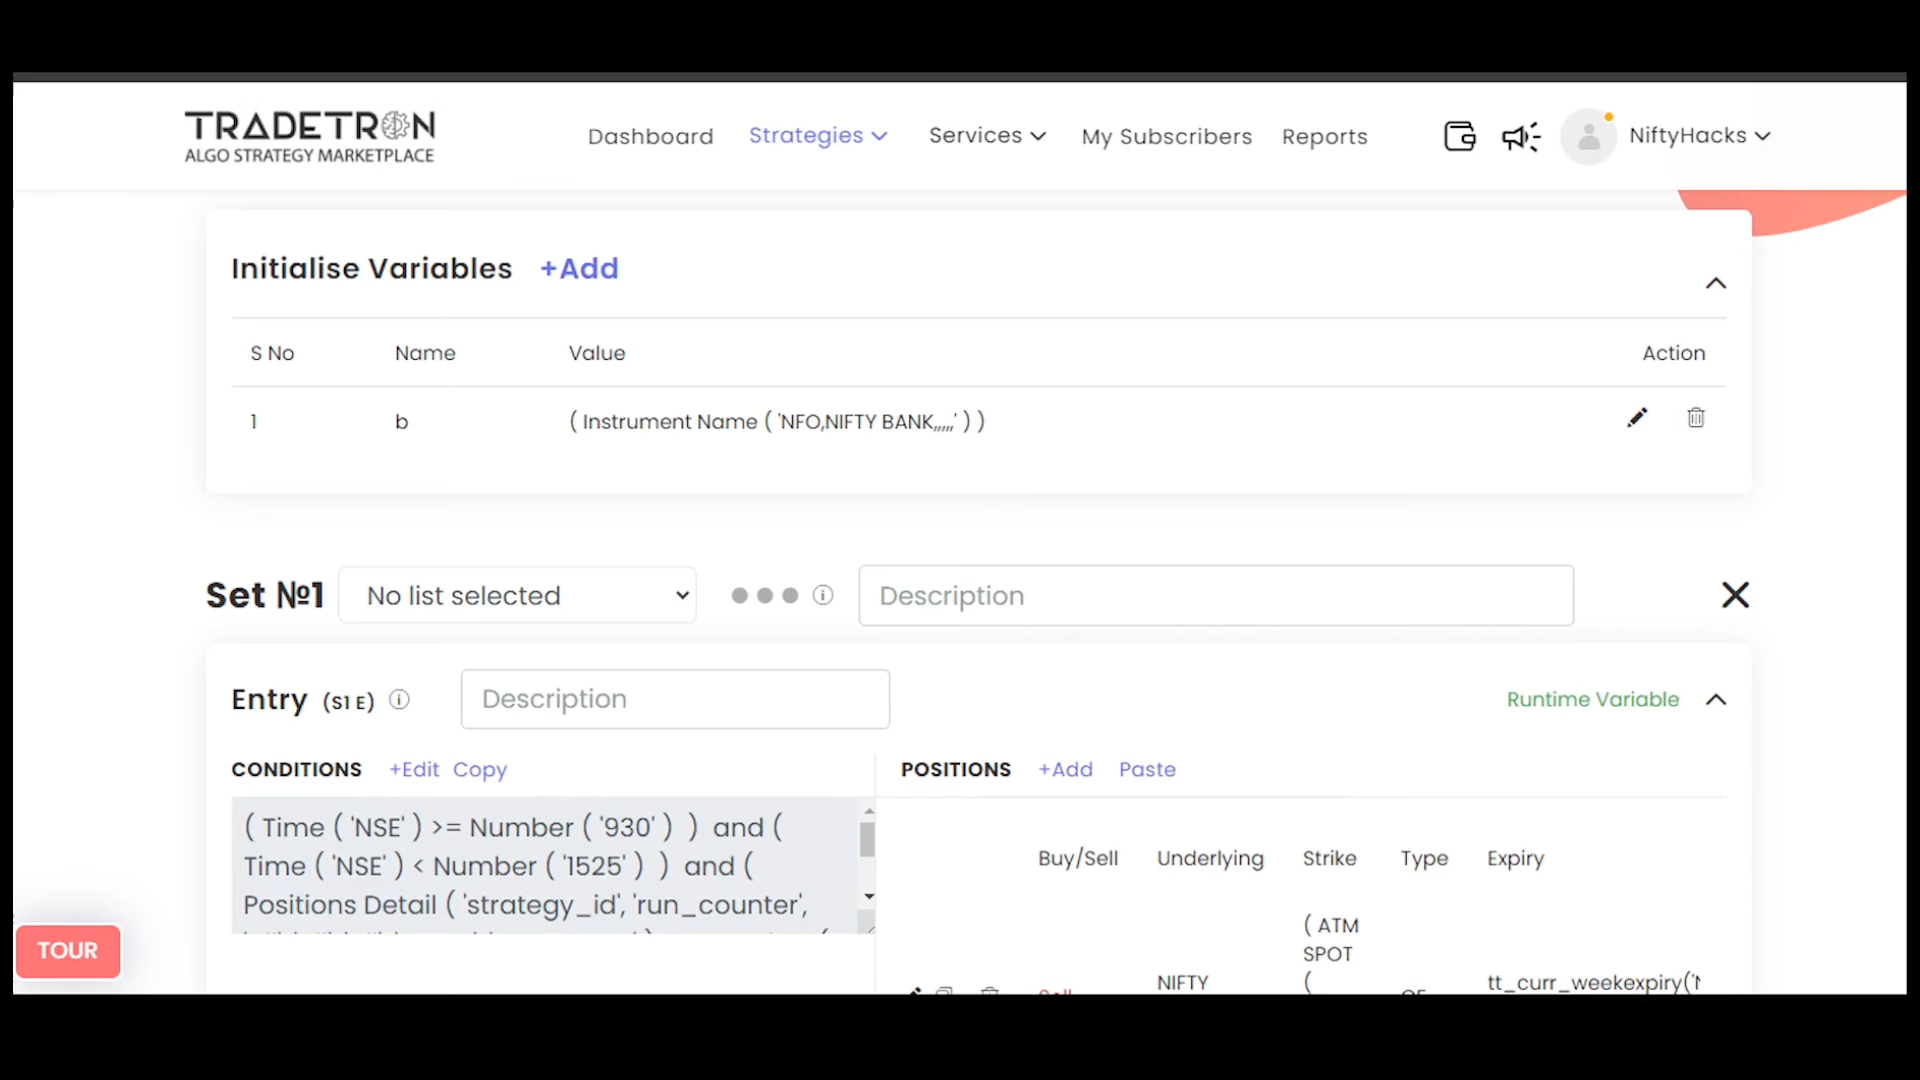 TRADETRON
ALGO STRATEGY MARKETPLACE
Dashboard Strategies Services My Subscribers Reports NiftyHacks
Initialise Variables +Add
S No Name Value Action
1 b ( Instrument Name ( 'NFO,NIFTY BANK,,,,,' ) )
Set №1 No list selected Description
Entry (S1 E) Description Runtime Variable
CONDITIONS +Edit Copy POSITIONS +Add Paste
( Time ( 'NSE' ) >= Number ( '930' ) ) and (
Time ( 'NSE' ) < Number ( '1525' ) ) and (
Positions Detail ( 'strategy_id', 'run_counter',
Buy/Sell Underlying Strike Type Expiry
( ATM
SPOT
(
NIFTY
tt_curr_weekexpiry('
TOUR